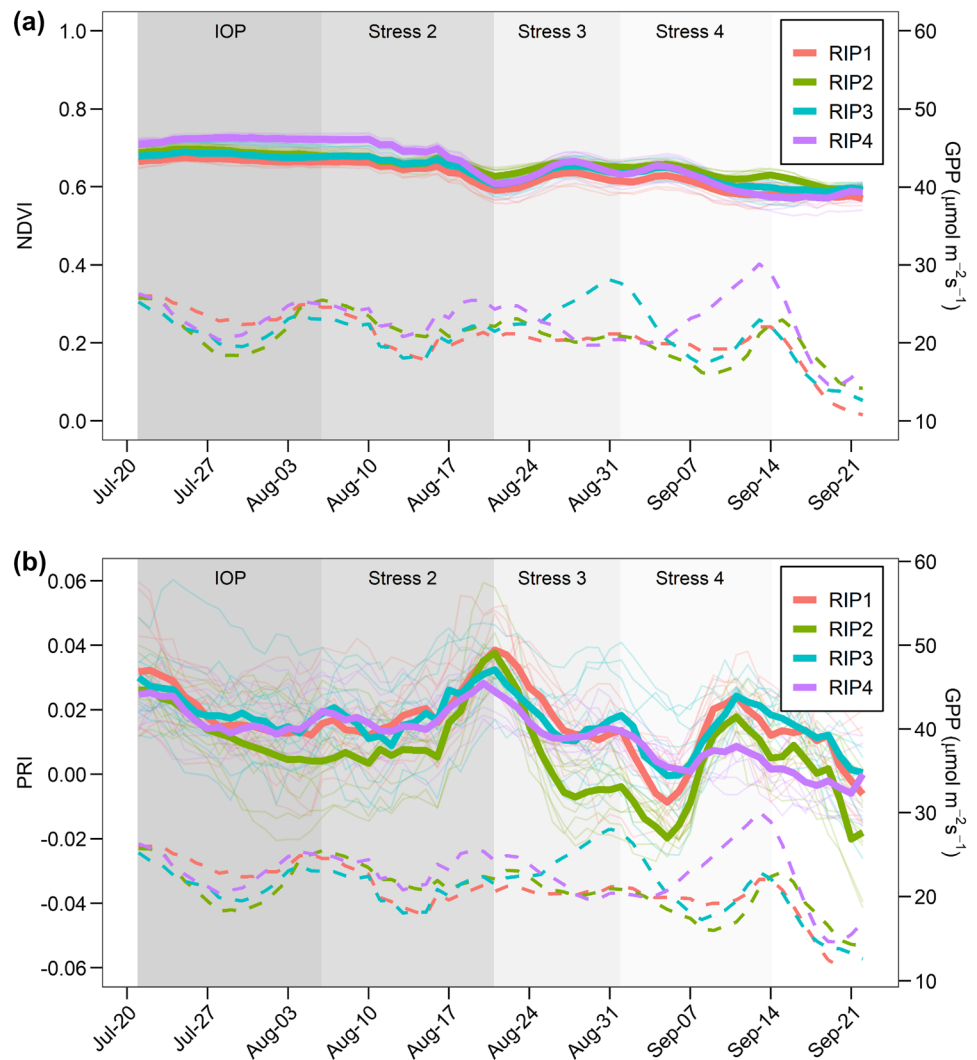 (a)
IOP Stress 2 Stress 3 Stress 4
RIP1
RIP2
RIP3
RIP4
1.0
0.8
0.6
0.4
0.2
0.0
NDVI
60
50
40
30
20
10
GPP (μmol m⁻²s⁻¹)
Jul-20 Jul-27 Aug-03 Aug-10 Aug-17 Aug-24 Aug-31 Sep-07 Sep-14 Sep-21
(b)
IOP Stress 2 Stress 3 Stress 4
RIP1
RIP2
RIP3
RIP4
0.06
0.04
0.02
0.00
-0.02
-0.04
-0.06
PRI
60
50
40
30
20
10
GPP (μmol m⁻²s⁻¹)
Jul-20 Jul-27 Aug-03 Aug-10 Aug-17 Aug-24 Aug-31 Sep-07 Sep-14 Sep-21